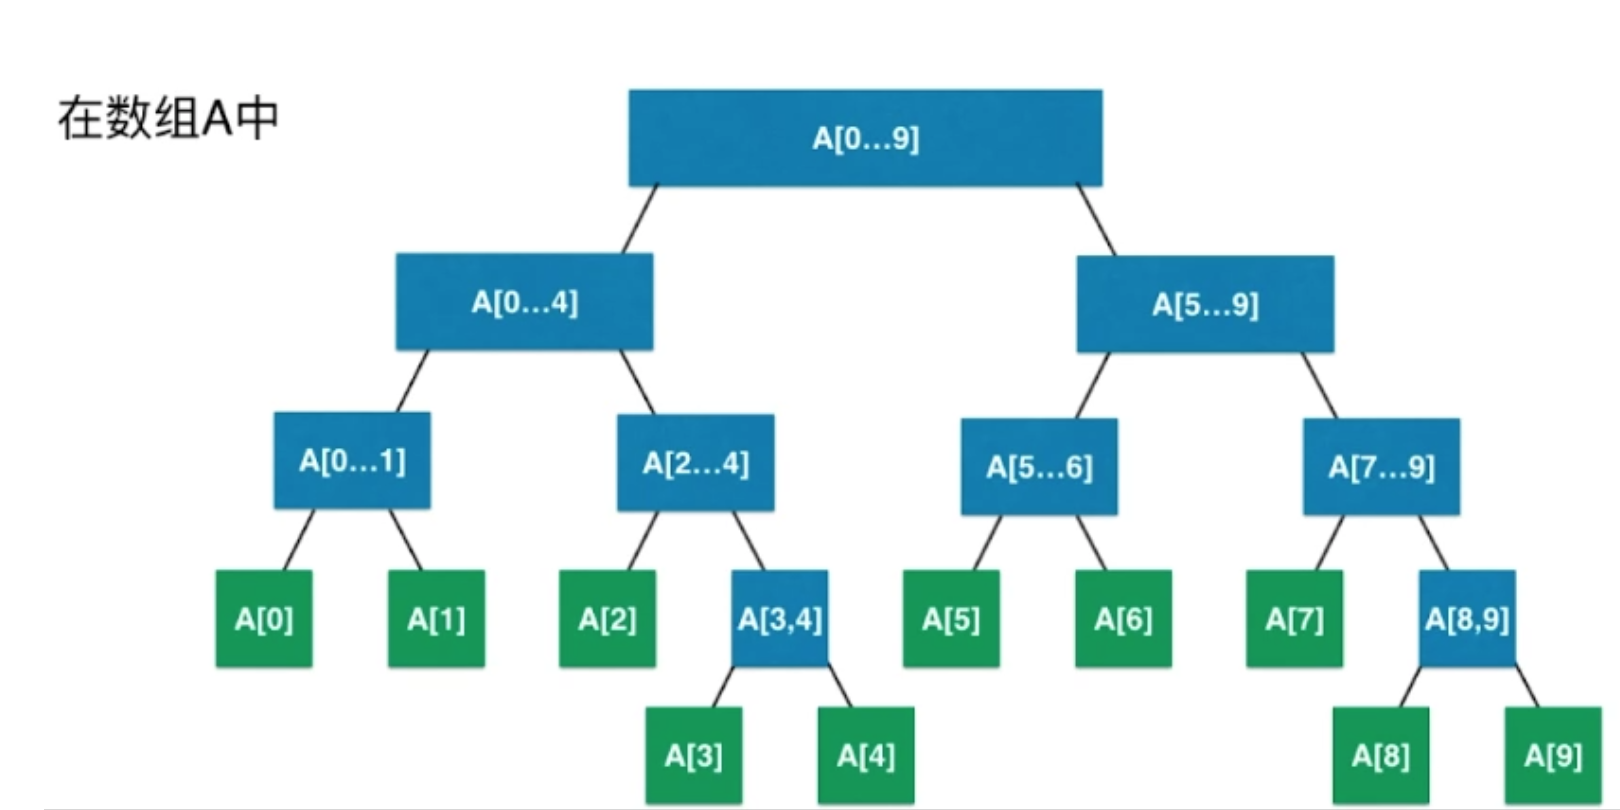 在数组A中
A[0...9]
A[0...4]
A[5...9]
A[0...1]
A[2...4]
A[5...6]
A[7...9]
A[0]
A[1]
A[2]
A[3,4]
A[5]
A[6]
A[7]
A[8,9]
A[3]
A[4]
A[8]
A[9]